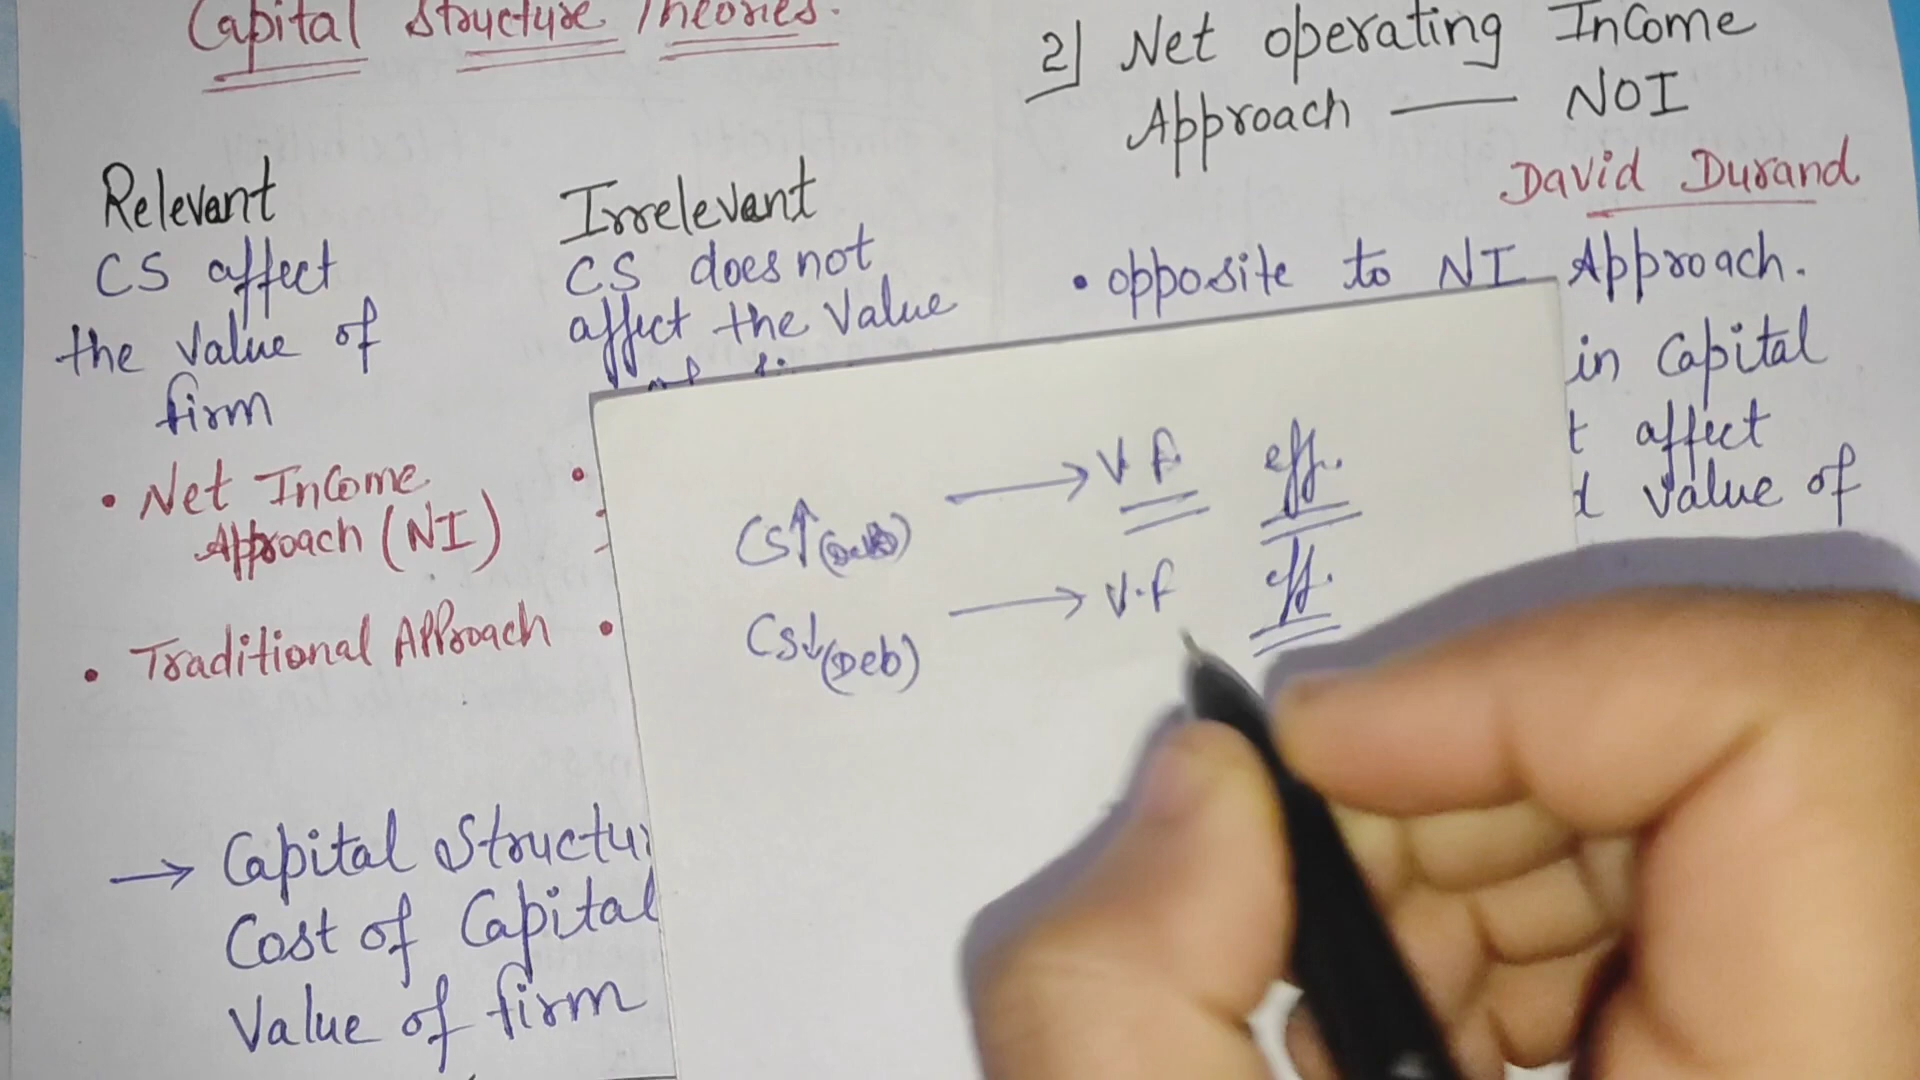 Capital Structure Theories.
Relevant
CS affect
the Value of
firm
• Net InCome
Approach (NI)
• Traditional Approach
→ Capital
Cost of Capital
Value of firm
Irrelevant
CS does not
affect the Value
2) Net operating InCome
Approach — NOI
David Durand
• opposite to NI Approach.
in Capital
affect
Value of
CS↑ → V.F. eff.
CS↓(Deb) → V.F eff.